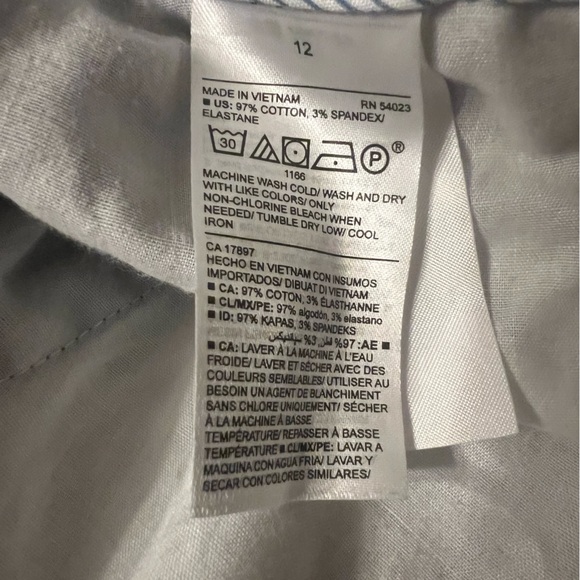 12
MADE IN VIETNAM RN 54023
■ US: 97% COTTON, 3% SPANDEX/
ELASTANE
30 P®
1166
MACHINE WASH COLD/ WASH AND DRY
WITH LIKE COLORS/ ONLY
NON-CHLORINE BLEACH WHEN
NEEDED/ TUMBLE DRY LOW/ COOL
IRON
CA 17897
HECHO EN VIETNAM CON INSUMOS
IMPORTADOS/ DIBUAT DI VIETNAM
■ CA: 97% COTON, 3% ÉLASTHANNE
■ CL/MX/PE: 97% algodón, 3% elastano
■ ID: 97% KAPAS, 3% SPANDEKS
■ AE: 97% قطن, 3% سباندكس
■ CA: LAVER À LA MACHINE À L'EAU
FROIDE/ LAVER ET SÉCHER AVEC DES
COULEURS SEMBLABLES/ UTILISER AU
BESOIN UN AGENT DE BLANCHIMENT
SANS CHLORE UNIQUEMENT/ SÉCHER
À LA MACHINE À BASSE
TEMPÉRATURE/ REPASSER À BASSE
TEMPÉRATURE ■ CL/MX/PE: LAVAR A
MAQUINA CON AGUA FRIA/ LAVAR Y
SECAR CON COLORES SIMILARES/